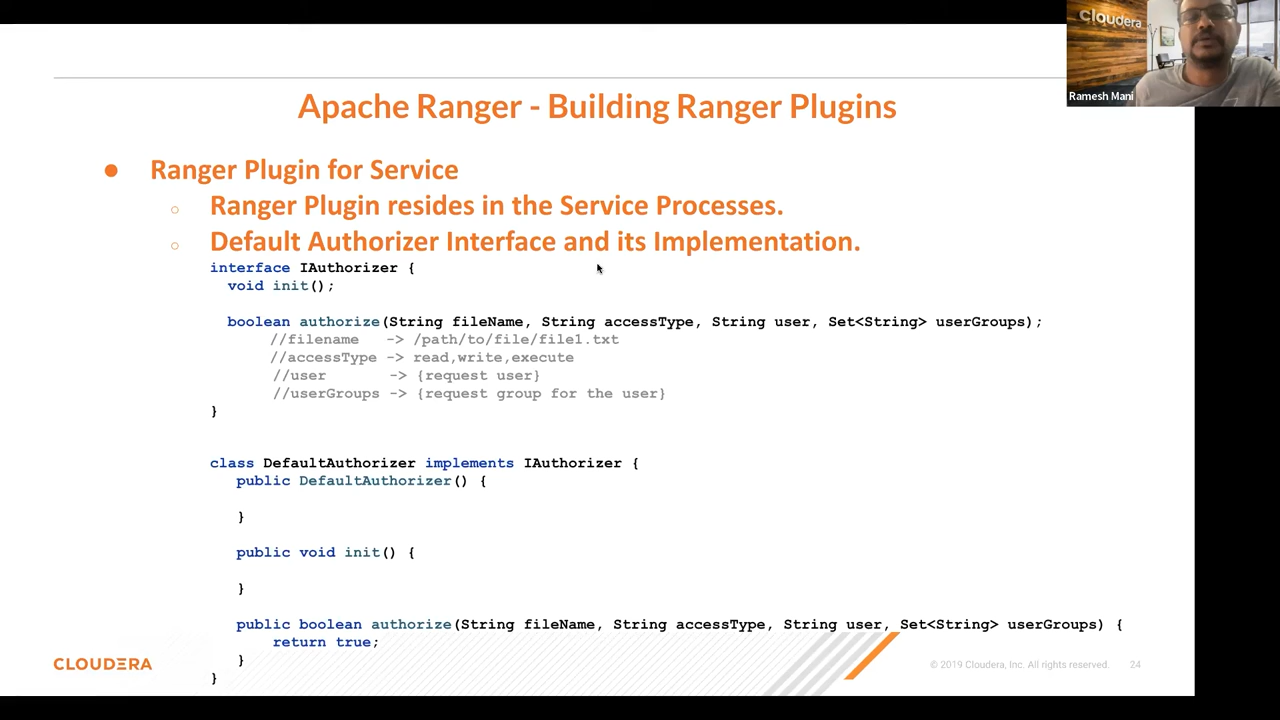 cloudera
Ramesh Mani
Apache Ranger - Building Ranger Plugins
● Ranger Plugin for Service
○ Ranger Plugin resides in the Service Processes.
○ Default Authorizer Interface and its Implementation.
interface IAuthorizer {
void init();
boolean authorize(String fileName, String accessType, String user, Set<String> userGroups);
//filename -> /path/to/file/file1.txt
//accessType -> read,write,execute
//user -> {request user}
//userGroups -> {request group for the user}
}
class DefaultAuthorizer implements IAuthorizer {
public DefaultAuthorizer() {
}
public void init() {
}
public boolean authorize(String fileName, String accessType, String user, Set<String> userGroups) {
return true;
}
}
CLOUDERA
© 2019 Cloudera, Inc. All rights reserved. 24